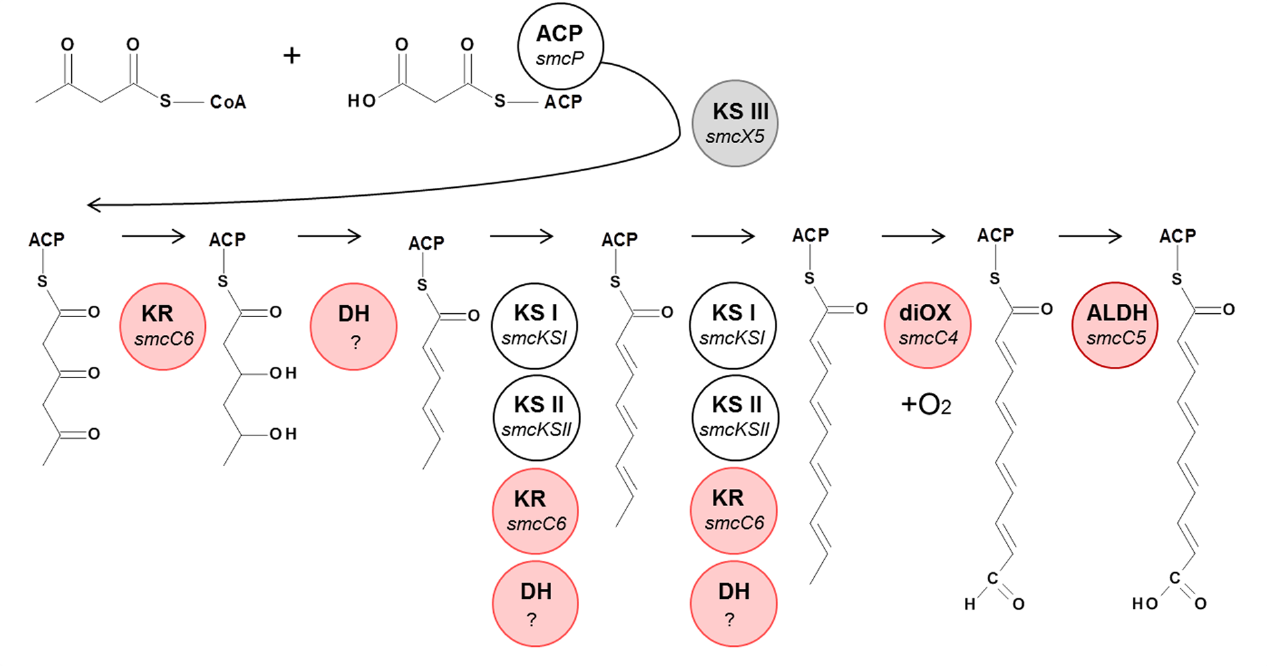 O O O O ACP
smcP
+
S CoA HO S ACP
KS III
smcX5
ACP ACP ACP ACP ACP ACP ACP
S S S S S S S
O O O O O O O
KR DH KS I KS I diOX ALDH
smcC6 ? smcKSI smcKSI smcC4 smcC5
O OH
KS II KS II +O2
smcKSII smcKSII
O OH
KR KR
smcC6 smcC6
DH DH
? ?
C C
H O HO O